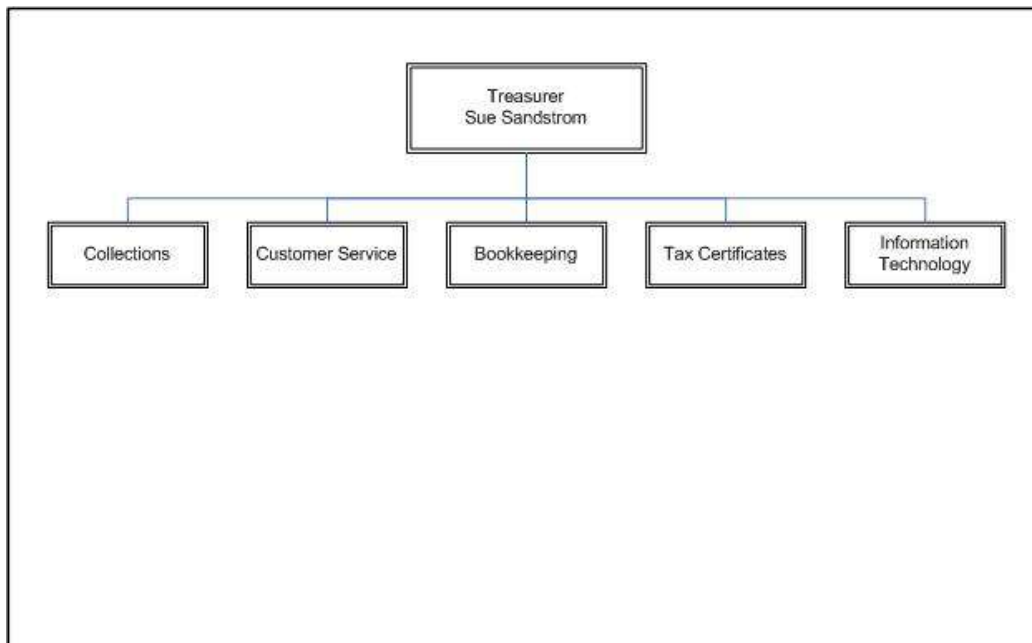 Treasurer
Sue Sandstrom
Collections
Customer Service
Bookkeeping
Tax Certificates
Information
Technology